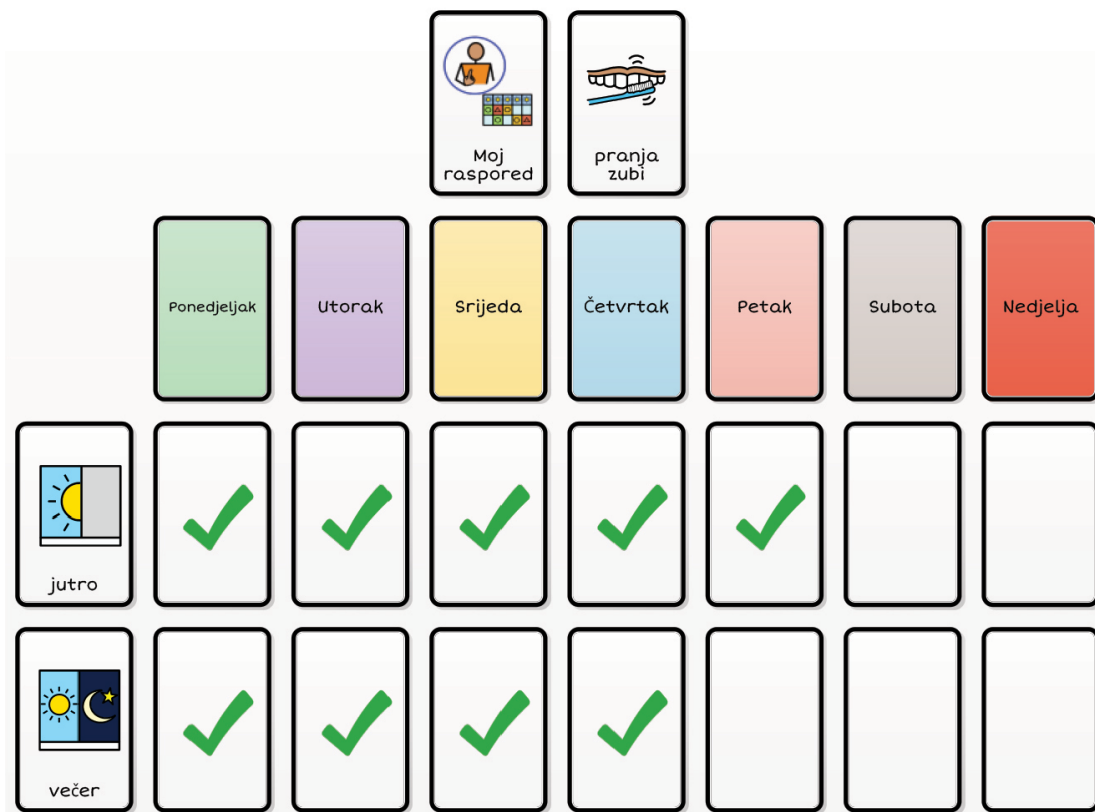 Moj
raspored
pranja
zubi
Ponedjeljak
Utorak
Srijeda
Četvrtak
Petak
Subota
Nedjelja
jutro
večer